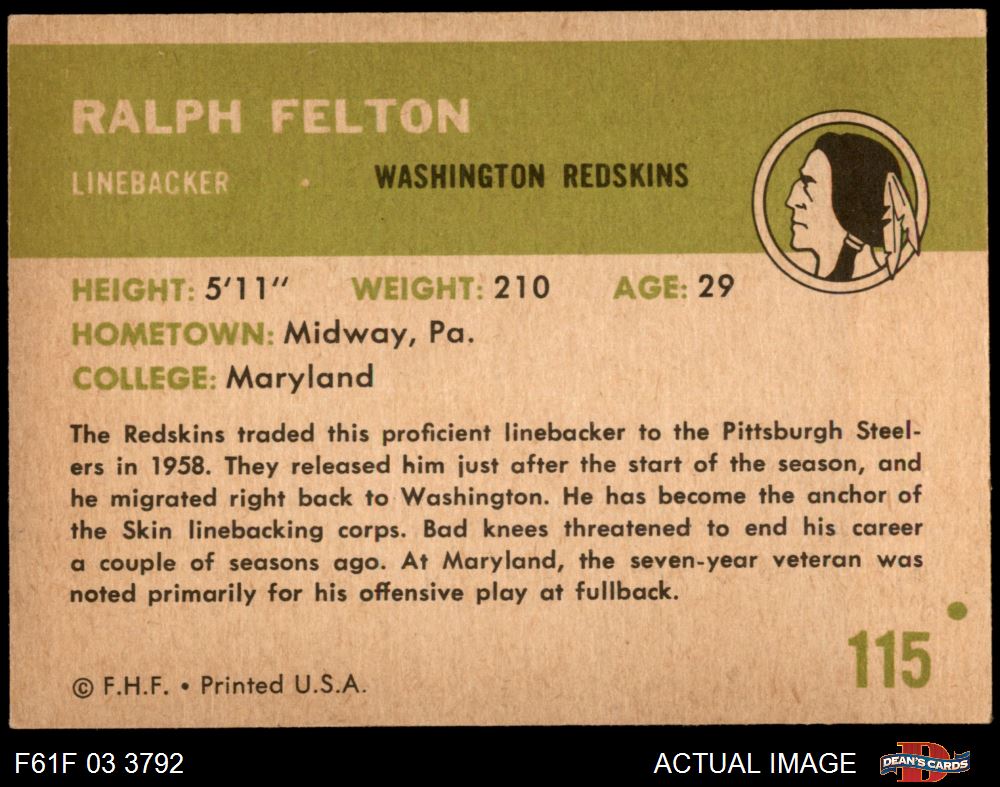 RALPH FELTON
LINEBACKER • WASHINGTON REDSKINS
HEIGHT: 5'11" WEIGHT: 210 AGE: 29
HOMETOWN: Midway, Pa.
COLLEGE: Maryland
The Redskins traded this proficient linebacker to the Pittsburgh Steel-
ers in 1958. They released him just after the start of the season, and
he migrated right back to Washington. He has become the anchor of
the Skin linebacking corps. Bad knees threatened to end his career
a couple of seasons ago. At Maryland, the seven-year veteran was
noted primarily for his offensive play at fullback.
115
© F.H.F. • Printed U.S.A.
F61F 03 3792 ACTUAL IMAGE D DEAN'S CARDS